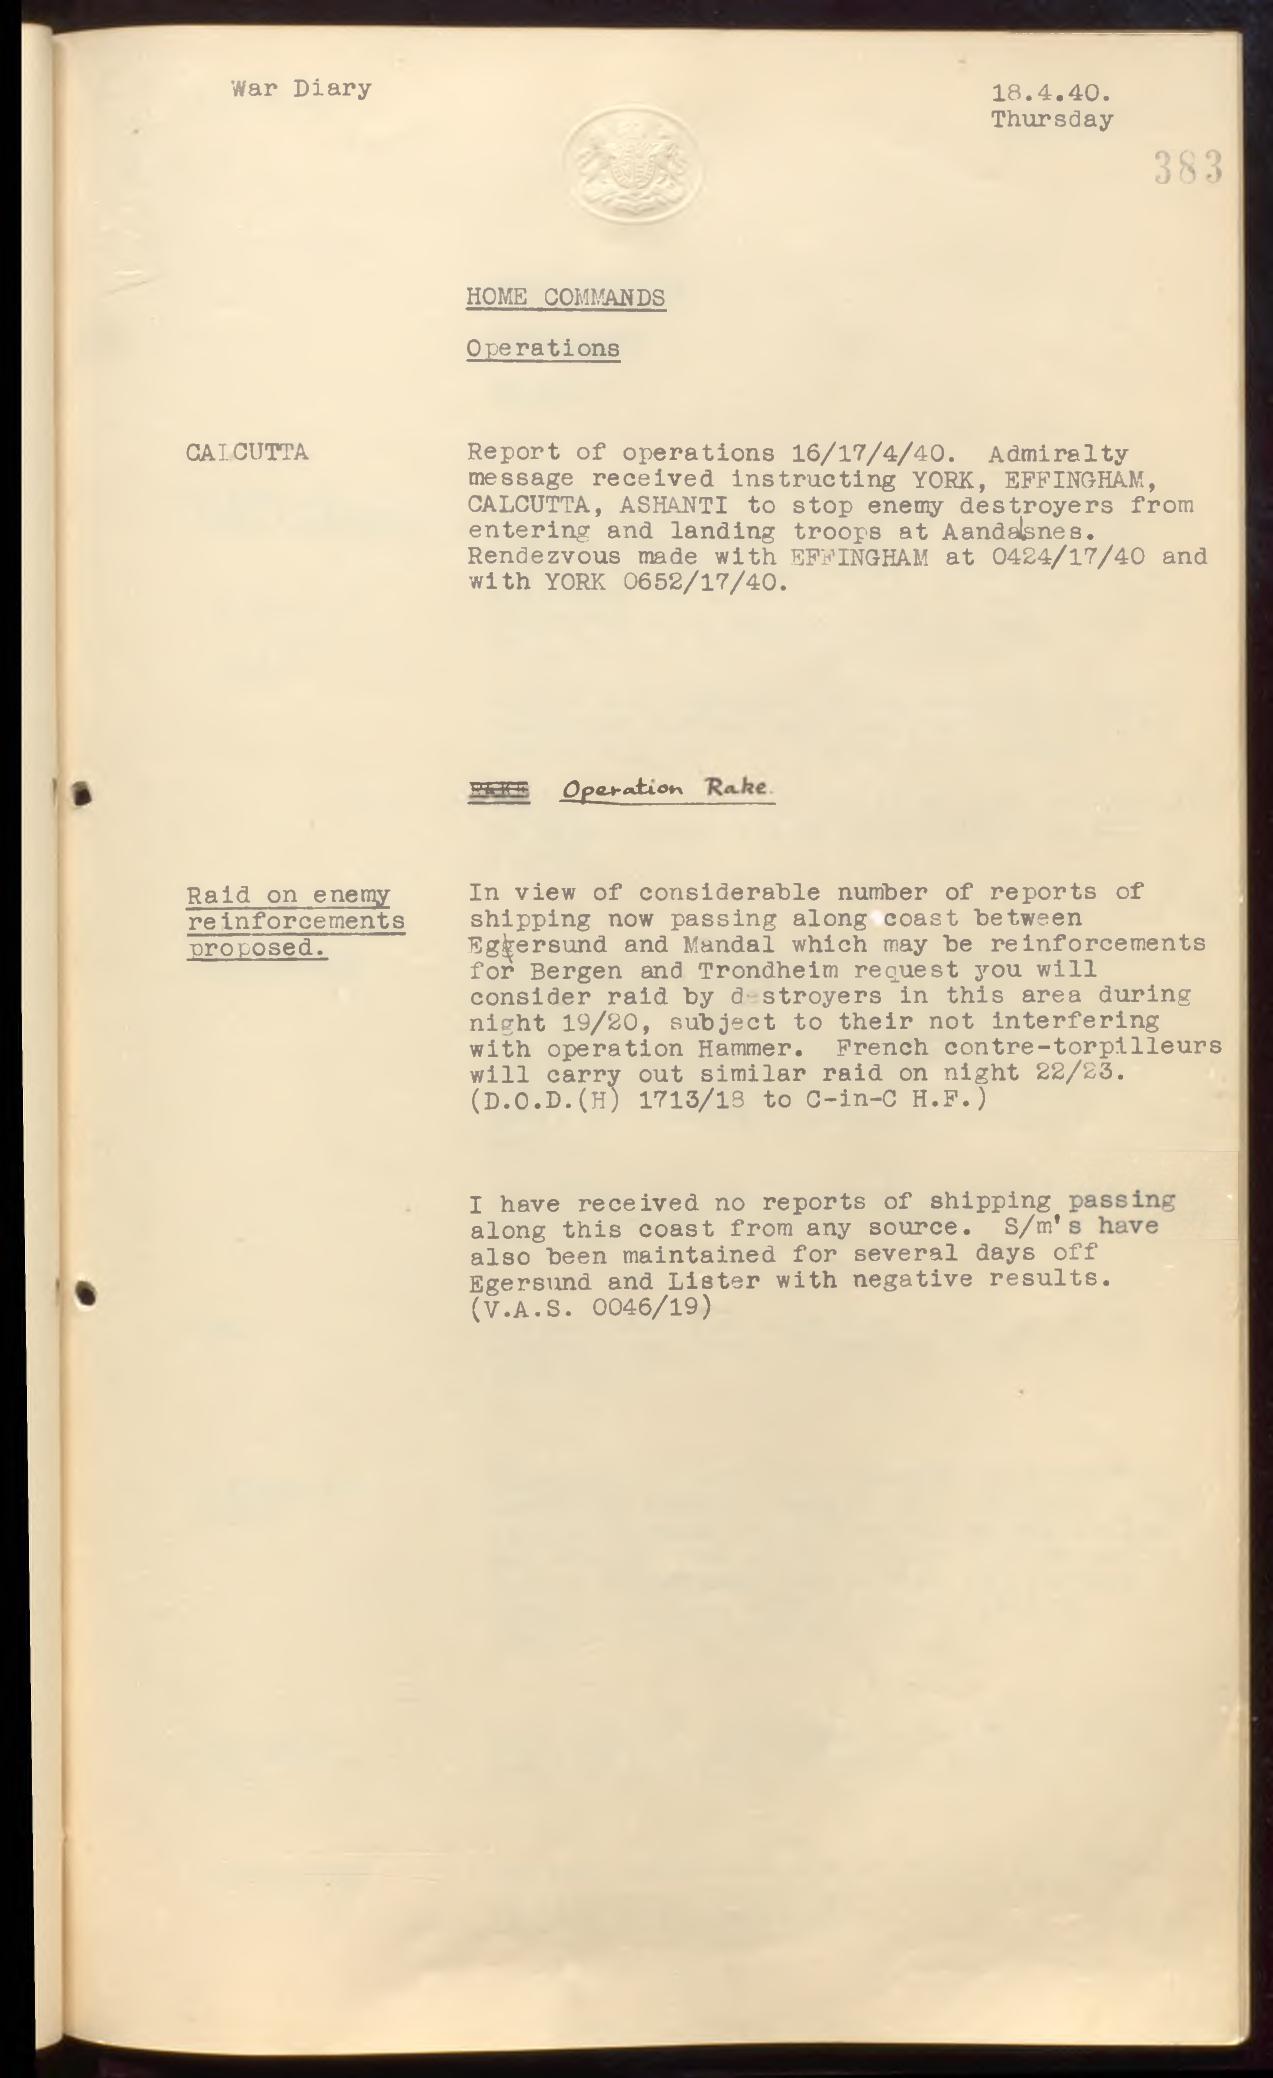 War Diary
18.4.40.
Thursday
383
HOME COMMANDS
Operations
CALCUTTA
Report of operations 16/17/4/40. Admiralty
message received instructing YORK, EFFINGHAM,
CALCUTTA, ASHANTI to stop enemy destroyers from
entering and landing troops at Aandalsnes.
Rendezvous made with EFFINGHAM at 0424/17/40 and
with YORK 0652/17/40.
RAKE Operation Rake.
Raid on enemy
reinforcements
proposed.
In view of considerable number of reports of
shipping now passing along coast between
Eggersund and Mandal which may be reinforcements
for Bergen and Trondheim request you will
consider raid by destroyers in this area during
night 19/20, subject to their not interfering
with operation Hammer. French contre-torpilleurs
will carry out similar raid on night 22/23.
(D.O.D.(H) 1713/18 to C-in-C H.F.)
I have received no reports of shipping passing
along this coast from any source. S/m's have
also been maintained for several days off
Egersund and Lister with negative results.
(V.A.S. 0046/19)